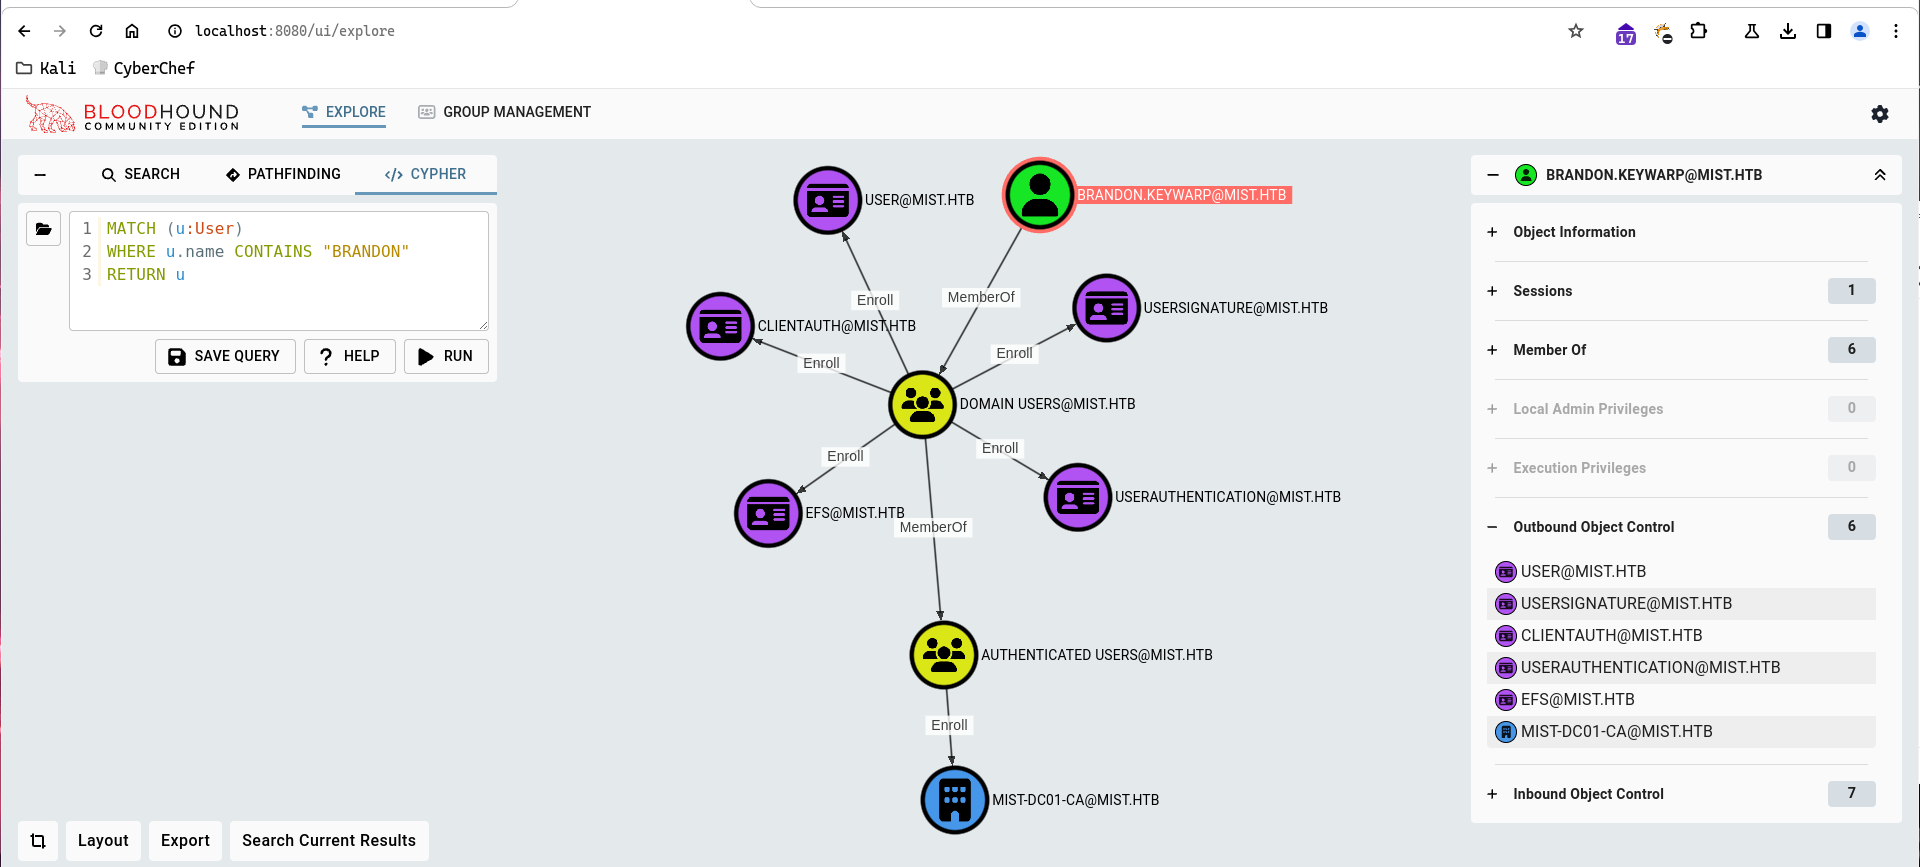 localhost:8080/ui/explore
17
Kali
CyberChef
BLOODHOUND
COMMUNITY EDITION
EXPLORE
GROUP MANAGEMENT
SEARCH
PATHFINDING
</> CYPHER
1 MATCH (u:User)
2 WHERE u.name CONTAINS "BRANDON"
3 RETURN u
SAVE QUERY
? HELP
RUN
USER@MIST.HTB
BRANDON.KEYWARP@MIST.HTB
Enroll
MemberOf
USERSIGNATURE@MIST.HTB
CLIENTAUTH@MIST.HTB
Enroll
Enroll
DOMAIN USERS@MIST.HTB
Enroll
Enroll
USERAUTHENTICATION@MIST.HTB
EFS@MIST.HTB
MemberOf
AUTHENTICATED USERS@MIST.HTB
Enroll
MIST-DC01-CA@MIST.HTB
BRANDON.KEYWARP@MIST.HTB
Object Information
Sessions 1
Member Of 6
Local Admin Privileges 0
Execution Privileges 0
Outbound Object Control 6
USER@MIST.HTB
USERSIGNATURE@MIST.HTB
CLIENTAUTH@MIST.HTB
USERAUTHENTICATION@MIST.HTB
EFS@MIST.HTB
MIST-DC01-CA@MIST.HTB
Inbound Object Control 7
Layout
Export
Search Current Results